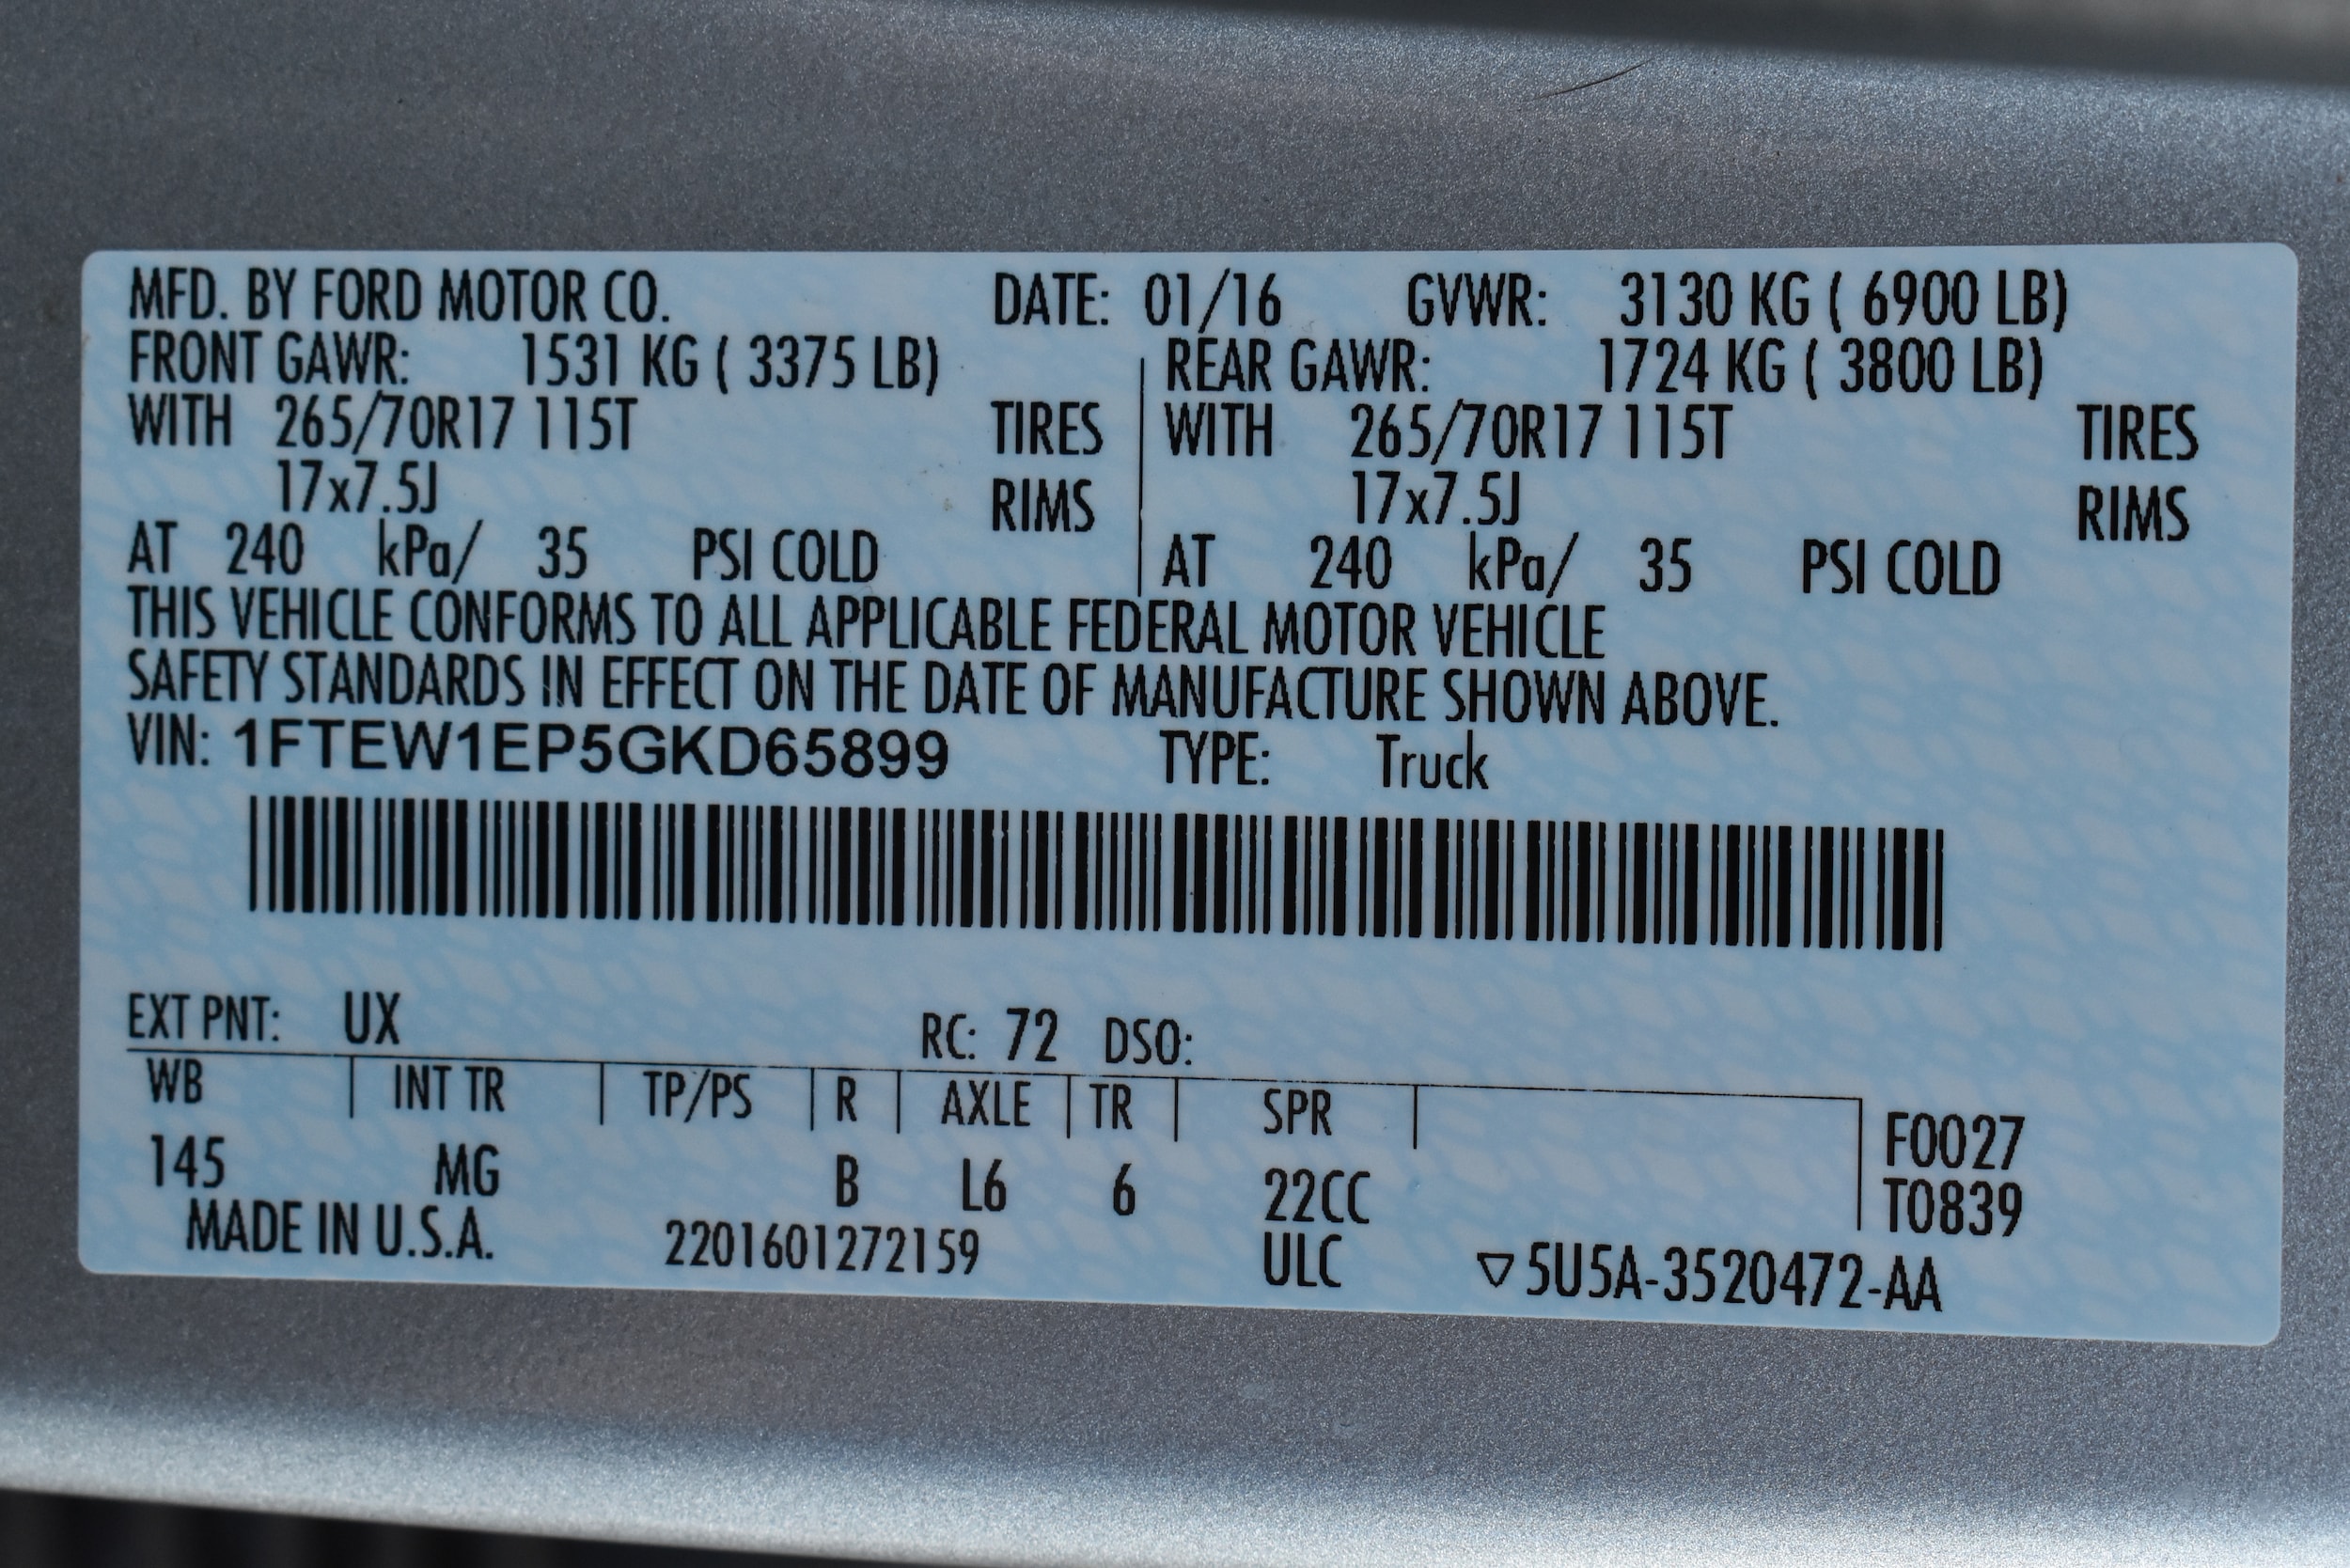 MFD. BY FORD MOTOR CO. DATE: 01/16 GVWR: 3130 KG ( 6900 LB)
FRONT GAWR: 1531 KG ( 3375 LB) REAR GAWR: 1724 KG ( 3800 LB)
WITH 265/70R17 115T TIRES WITH 265/70R17 115T TIRES
17x7.5J RIMS 17x7.5J RIMS
AT 240 kPa/ 35 PSI COLD AT 240 kPa/ 35 PSI COLD
THIS VEHICLE CONFORMS TO ALL APPLICABLE FEDERAL MOTOR VEHICLE
SAFETY STANDARDS IN EFFECT ON THE DATE OF MANUFACTURE SHOWN ABOVE.
VIN: 1FTEW1EP5GKD65899 TYPE: Truck
EXT PNT: UX RC: 72 DSO:
WB INT TR TP/PS R AXLE TR SPR F0027
145 MG B L6 6 22CC T0839
MADE IN U.S.A. 2201601272159 ULC ▽5U5A-3520472-AA